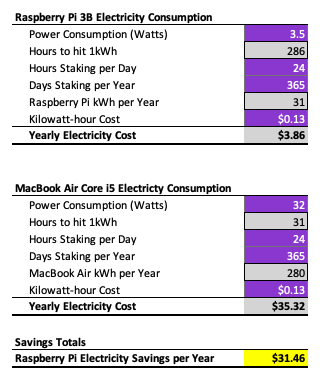 Raspberry Pi 3B Electricity Consumption
Power Consumption (Watts) 3.5
Hours to hit 1kWh 286
Hours Staking per Day 24
Days Staking per Year 365
Raspberry Pi kWh per Year 31
Kilowatt-hour Cost $0.13
Yearly Electricity Cost $3.86
MacBook Air Core i5 Electricty Consumption
Power Consumption (Watts) 32
Hours to hit 1kWh 31
Hours Staking per Day 24
Days Staking per Year 365
MacBook Air kWh per Year 280
Kilowatt-hour Cost $0.13
Yearly Electricity Cost $35.32
Savings Totals
Raspberry Pi Electricity Savings per Year $31.46